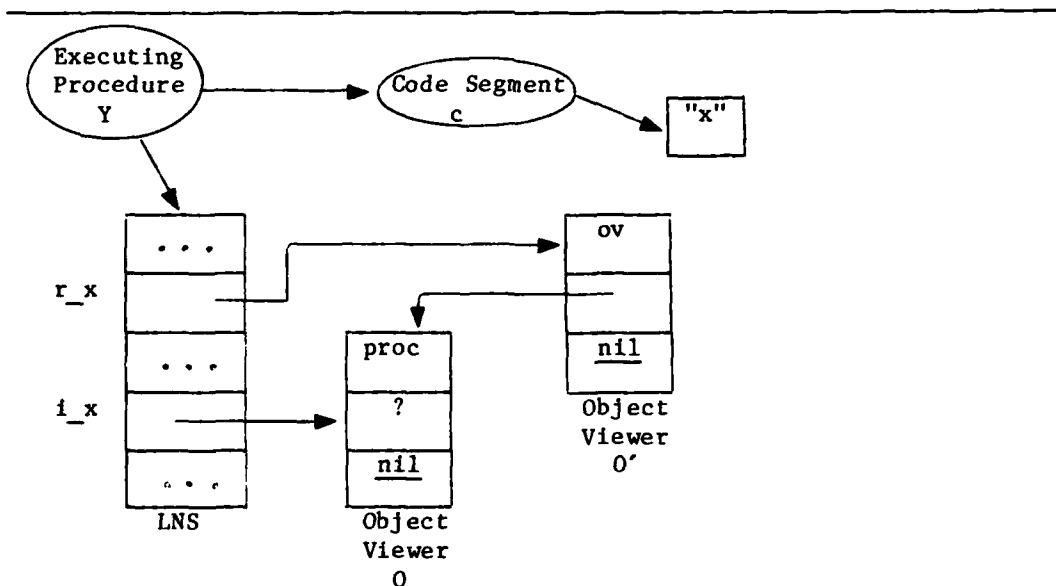 Executing
Procedure
Y
Code Segment
c
"x"
. . .
ov
r_x
proc
. . .
nil
i_x
?
Object
Viewer
O′
nil
. . .
LNS
Object
Viewer
O